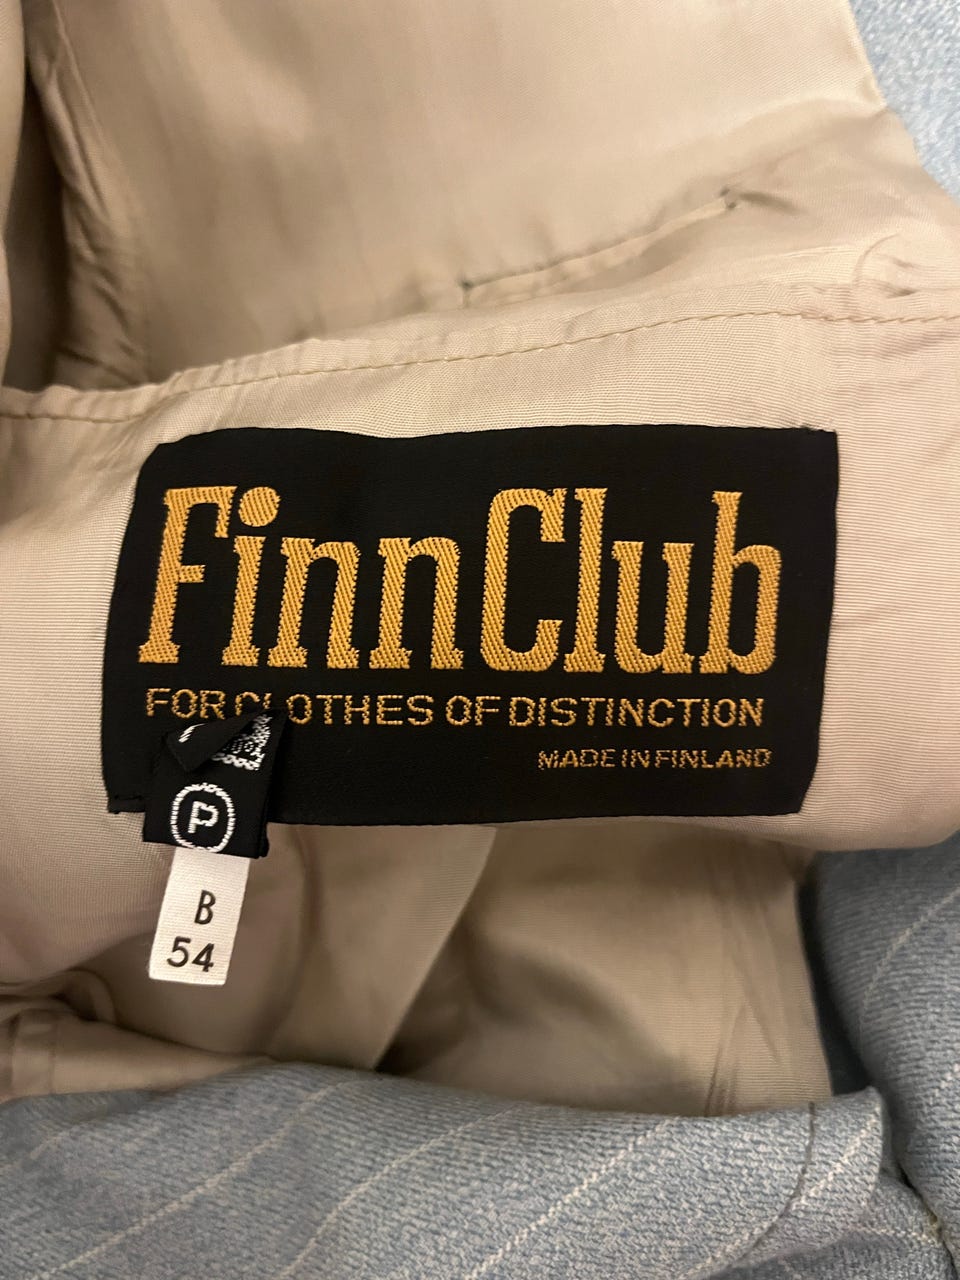 FinnClub
FOR CLOTHES OF DISTINCTION
MADE IN FINLAND
P
B
54